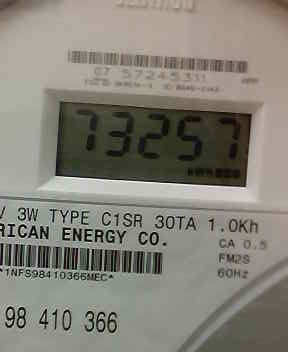 07 57245311
73257
kWh
V 3W TYPE C1SR 30TA 1.0Kh
RICAN ENERGY CO.
CA 0.5
FM2S
60Hz
*1NFS98410366MEC*
98 410 366